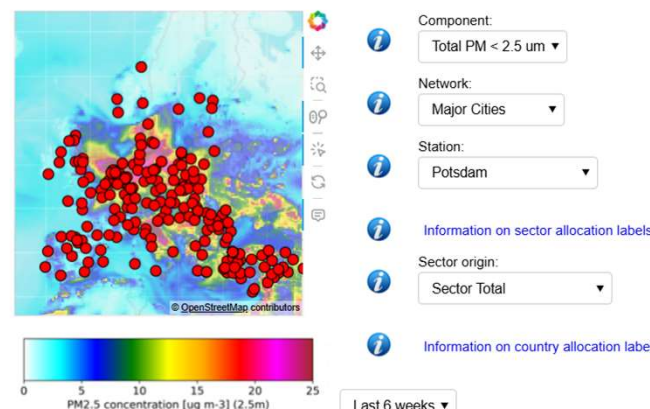 Component:
Total PM < 2.5 um
Network:
Major Cities
Station:
Potsdam
Information on sector allocation labels
Sector origin:
Sector Total
© OpenStreetMap contributors
Information on country allocation labe
0 5 10 15 20 25
PM2.5 concentration [ug m-3] (2.5m)
Last 6 weeks